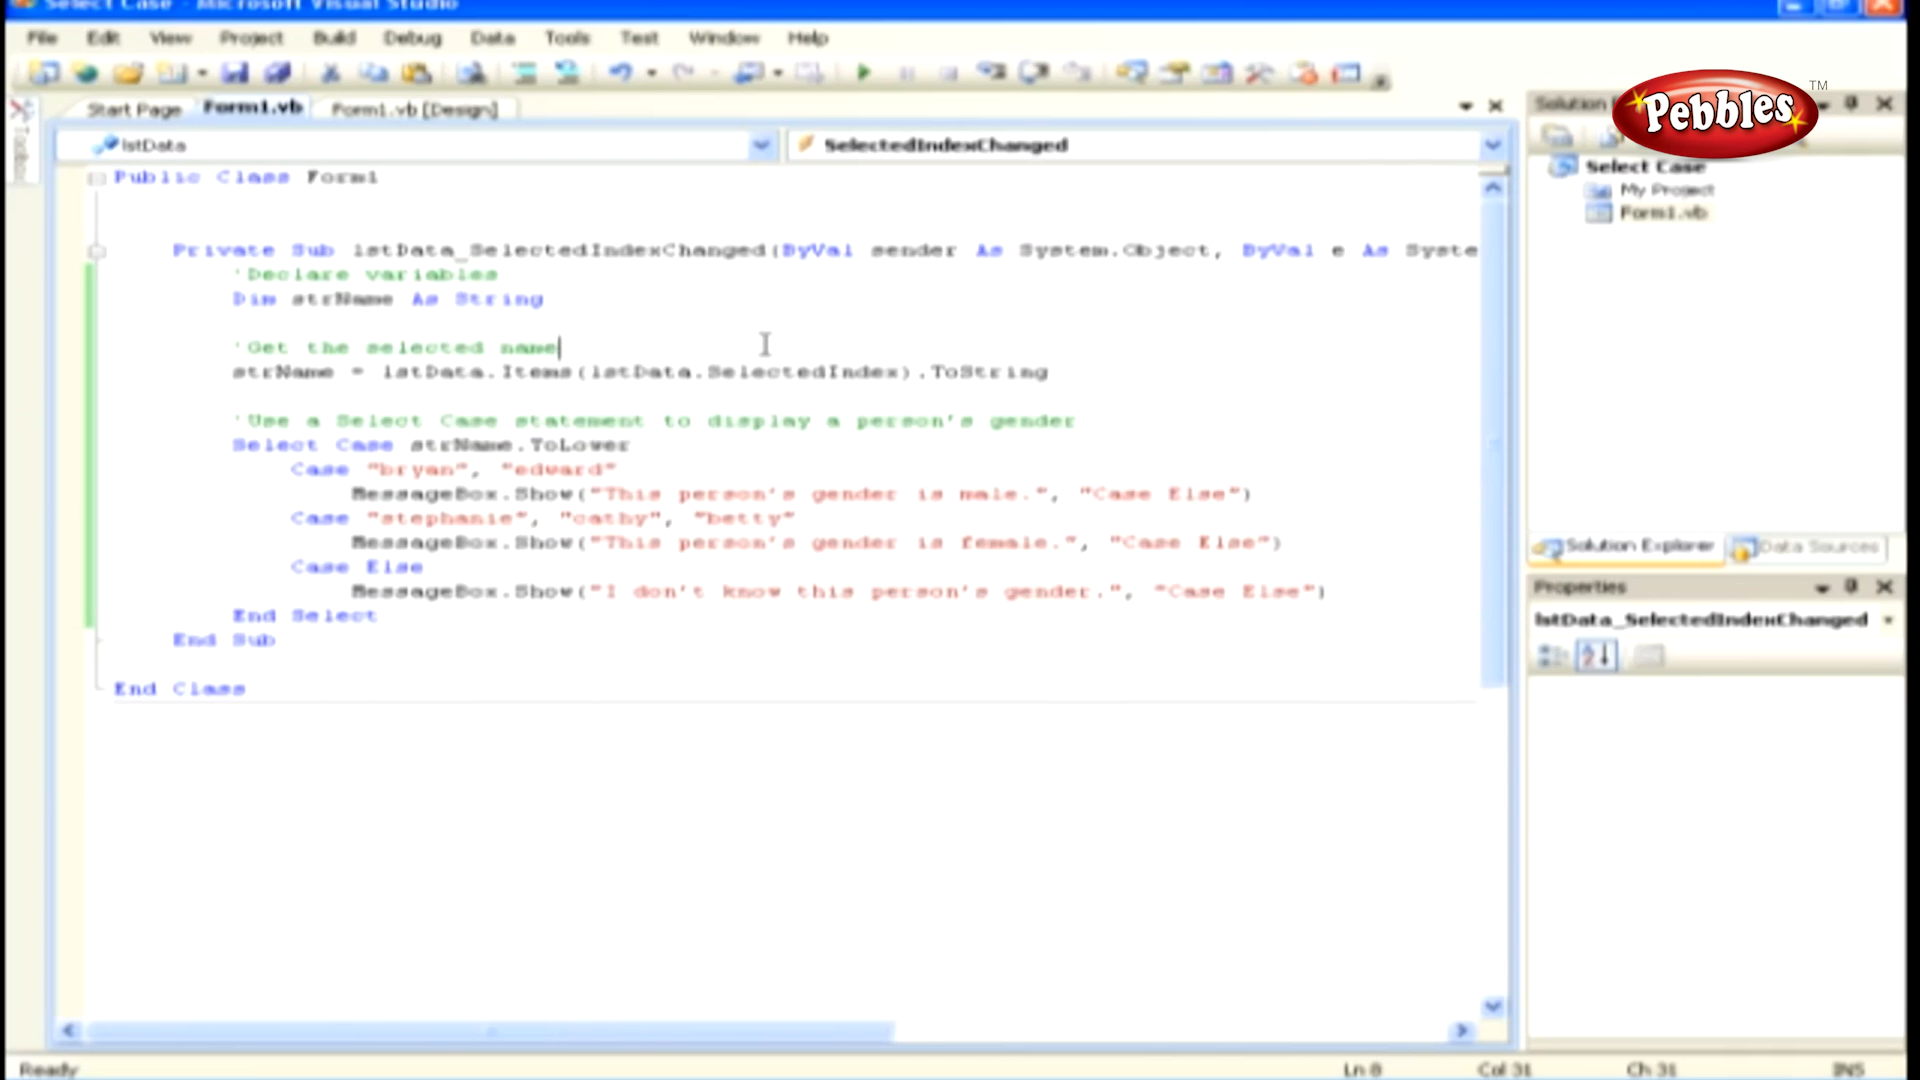 Select Case - Microsoft Visual Studio
File Edit View Project Build Debug Data Tools Test Window Help
Pebbles TM
Toolbox
Start Page Form1.vb Form1.vb [Design]
Solution
lstData
SelectedIndexChanged
Select Case
My Project
Form1.vb
Public Class Form1
Private Sub lstData_SelectedIndexChanged(ByVal sender As System.Object, ByVal e As Syste
'Declare variables
Dim strName As String
'Get the selected name
strName = lstData.Items(lstData.SelectedIndex).ToString
'Use a Select Case statement to display a person's gender
Select Case strName.ToLower
Case "bryan", "edward"
MessageBox.Show("This person's gender is male.", "Case Else")
Case "stephanie", "cathy", "betty"
MessageBox.Show("This person's gender is female.", "Case Else")
Case Else
MessageBox.Show("I don't know this person's gender.", "Case Else")
End Select
End Sub
End Class
Solution Explorer Data Sources
Properties
lstData_SelectedIndexChanged
Ready
Ln 8 Col 31 Ch 31 INS